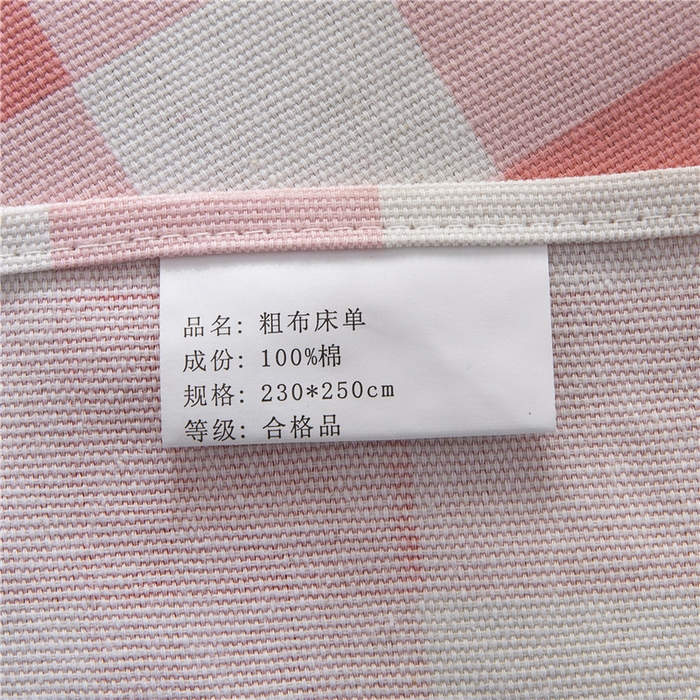 品名: 粗布床单
成份: 100%棉
规格: 230*250cm
等级: 合格品